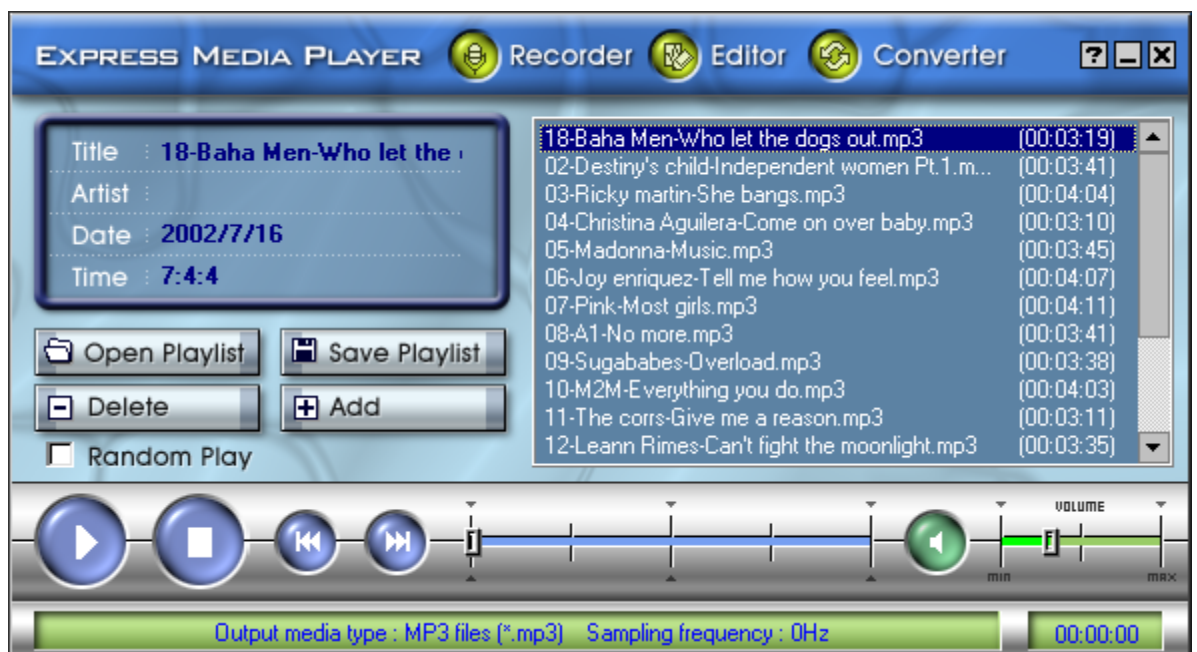 EXPRESS MEDIA PLAYER Recorder Editor Converter ?
Title : 18-Baha Men-Who let the
Artist :
Date : 2002/7/16
Time : 7:4:4
Open Playlist Save Playlist
Delete Add
Random Play
18-Baha Men-Who let the dogs out.mp3 (00:03:19)
02-Destiny's child-Independent women Pt.1.m... (00:03:41)
03-Ricky martin-She bangs.mp3 (00:04:04)
04-Christina Aguilera-Come on over baby.mp3 (00:03:10)
05-Madonna-Music.mp3 (00:03:45)
06-Joy enriquez-Tell me how you feel.mp3 (00:04:07)
07-Pink-Most girls.mp3 (00:04:11)
08-A1-No more.mp3 (00:03:41)
09-Sugababes-Overload.mp3 (00:03:38)
10-M2M-Everything you do.mp3 (00:04:03)
11-The corrs-Give me a reason.mp3 (00:03:11)
12-Leann Rimes-Can't fight the moonlight.mp3 (00:03:35)
VOLUME
min max
Output media type : MP3 files (*.mp3) Sampling frequency : 0Hz 00:00:00